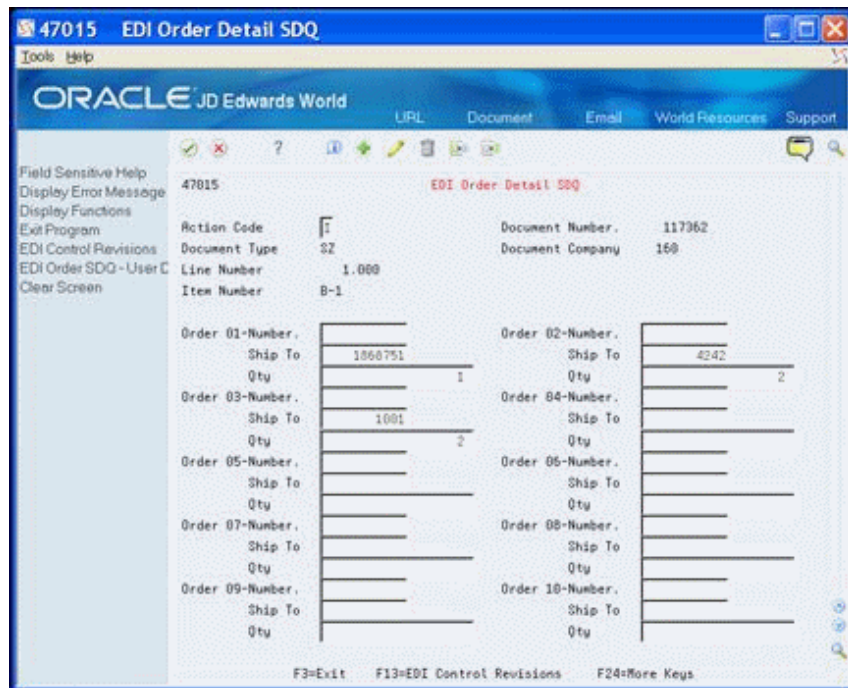 47015 EDI Order Detail SDQ
Tools Help
ORACLE JD Edwards World
URL Document Email World Resources Support
Field Sensitive Help
Display Error Message
Display Functions
Exit Program
EDI Control Revisions
EDI Order SDQ - User D
Clear Screen
47015 EDI Order Detail SDQ
Action Code I Document Number. 117362
Document Type SZ Document Company 160
Line Number 1.000
Item Number B-1
Order 01-Number. Order 02-Number.
Ship To 1868751 Ship To 4242
Qty 1 Qty 2
Order 03-Number. Order 04-Number.
Ship To 1001 Ship To
Qty 2 Qty
Order 05-Number. Order 06-Number.
Ship To Ship To
Qty Qty
Order 07-Number. Order 08-Number.
Ship To Ship To
Qty Qty
Order 09-Number. Order 10-Number.
Ship To Ship To
Qty Qty
F3=Exit F13=EDI Control Revisions F24=More Keys